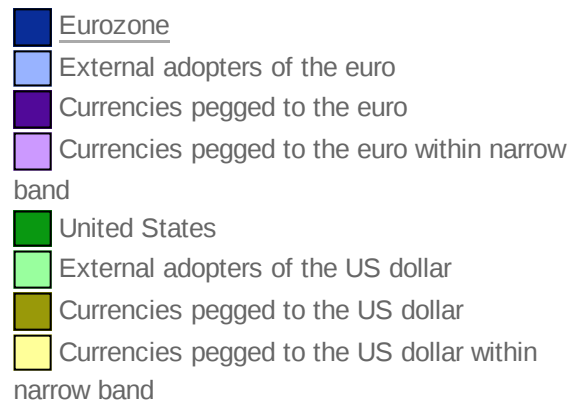 Eurozone
External adopters of the euro
Currencies pegged to the euro
Currencies pegged to the euro within narrow
band
United States
External adopters of the US dollar
Currencies pegged to the US dollar
Currencies pegged to the US dollar within
narrow band